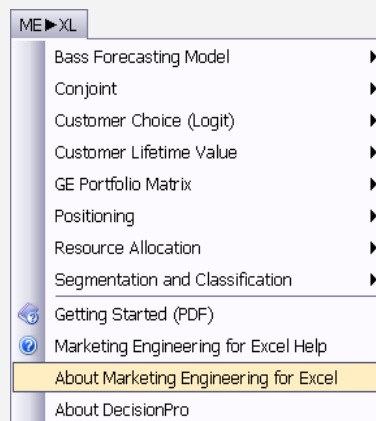 ME►XL
Bass Forecasting Model
Conjoint
Customer Choice (Logit)
Customer Lifetime Value
GE Portfolio Matrix
Positioning
Resource Allocation
Segmentation and Classification
Getting Started (PDF)
Marketing Engineering for Excel Help
About Marketing Engineering for Excel
About DecisionPro